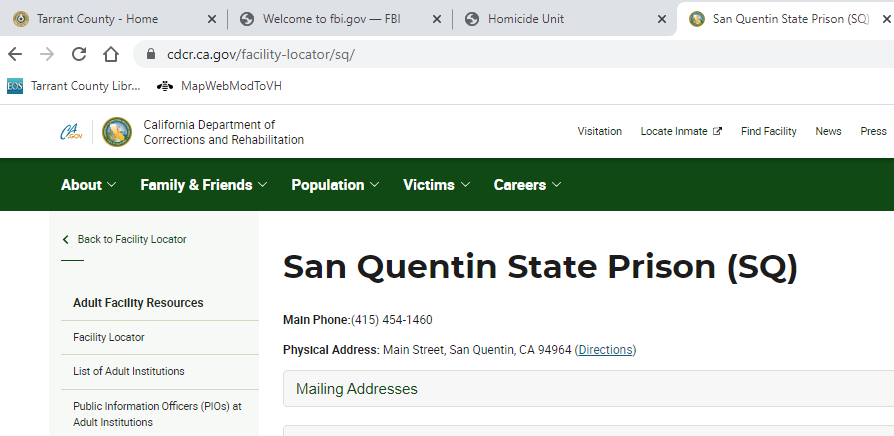 Tarrant County - Home
Welcome to fbi.gov — FBI
Homicide Unit
San Quentin State Prison (SQ)
cdcr.ca.gov/facility-locator/sq/
EOS
Tarrant County Libr...
MapWebModToVH
CA
.GOV
California Department of
Corrections and Rehabilitation
Visitation
Locate Inmate
Find Facility
News
Press
About
Family & Friends
Population
Victims
Careers
Back to Facility Locator
San Quentin State Prison (SQ)
Adult Facility Resources
Main Phone:(415) 454-1460
Facility Locator
Physical Address: Main Street, San Quentin, CA 94964 (Directions)
List of Adult Institutions
Mailing Addresses
Public Information Officers (PIOs) at
Adult Institutions